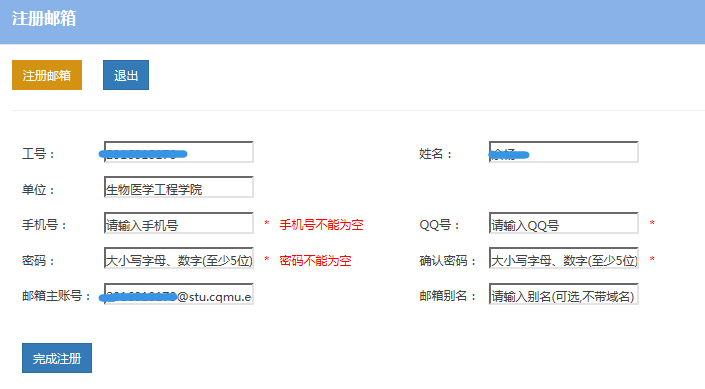 注册邮箱
注册邮箱 退出
工号： 姓名：
单位： 生物医学工程学院
手机号： 请输入手机号 * 手机号不能为空 QQ号： 请输入QQ号 *
密码： 大小写字母、数字(至少5位) * 密码不能为空 确认密码： 大小写字母、数字(至少5位) *
邮箱主账号： @stu.cqmu.e 邮箱别名： 请输入别名(可选,不带域名)
完成注册